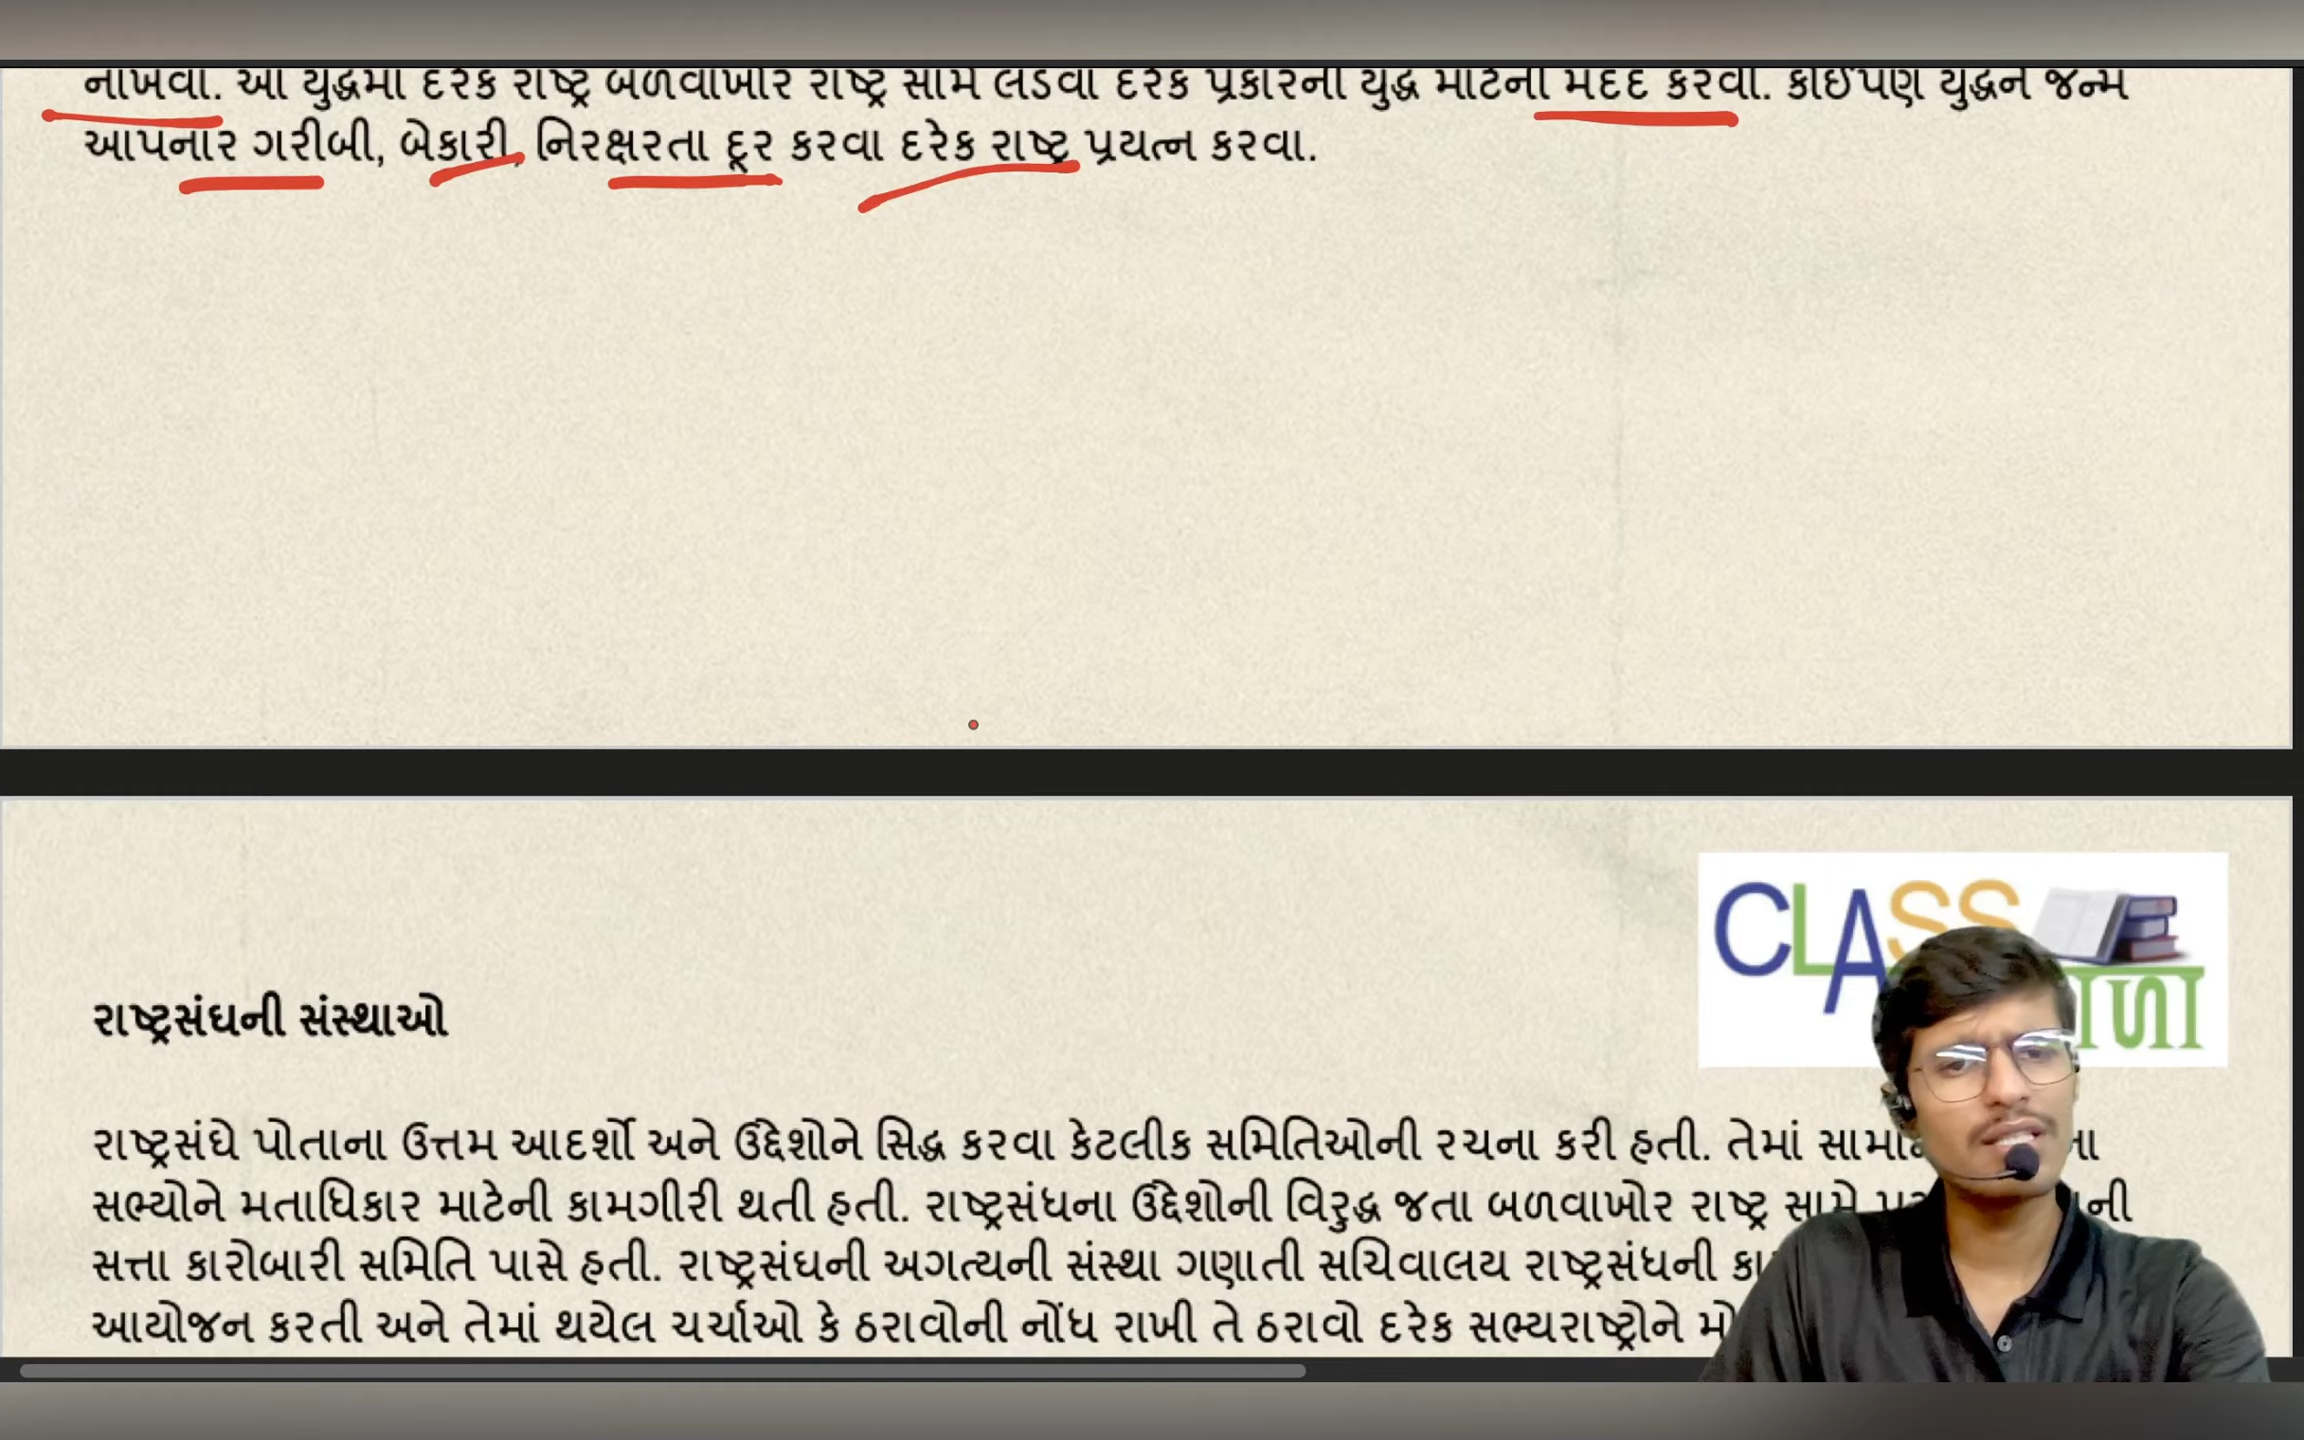 નાખવા. આ યુદ્ધમાં દરેક રાષ્ટ્ર બળવાખોર રાષ્ટ્ર સામે લડવા દરેક પ્રકારની યુદ્ધ માટેની મદદ કરવી. કોઈપણ યુદ્ધને જન્મ
આપનાર ગરીબી, બેકારી, નિરક્ષરતા દૂર કરવા દરેક રાષ્ટ્ર પ્રયત્ન કરવા.
CLASS
રાષ્ટ્રસંઘની સંસ્થાઓ
રાષ્ટ્રસંઘે પોતાના ઉત્તમ આદર્શો અને ઉદ્દેશોને સિદ્ધ કરવા કેટલીક સમિતિઓની રચના કરી હતી. તેમાં
સભ્યોને મતાધિકાર માટેની કામગીરી થતી હતી. રાષ્ટ્રસંઘના ઉદ્દેશોની વિરુદ્ધ જતા બળવાખોર રાષ્ટ્ર સામે
સત્તા કારોબારી સમિતિ પાસે હતી. રાષ્ટ્રસંઘની અગત્યની સંસ્થા ગણાતી સચિવાલય રાષ્ટ્રસંઘની
આયોજન કરતી અને તેમાં થયેલ ચર્ચાઓ કે ઠરાવોની નોંધ રાખી તે ઠરાવો દરેક સભ્યરાષ્ટ્રોને